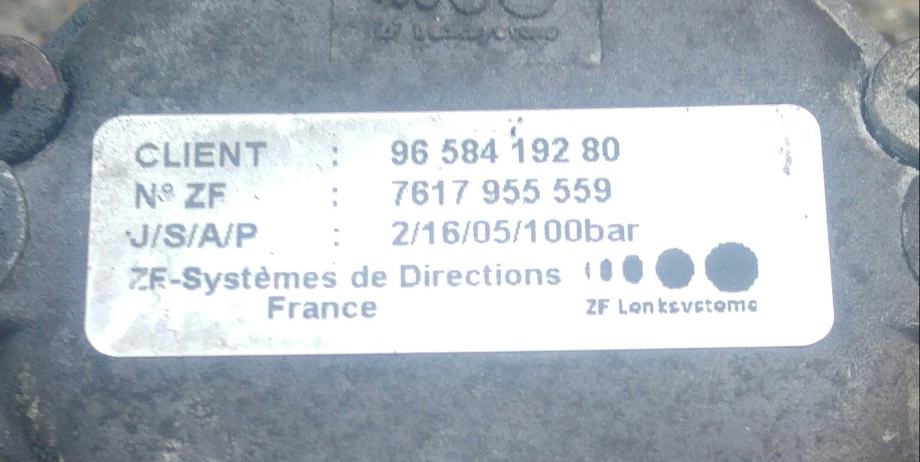 CLIENT : 96 584 192 80
Nº ZF : 7617 955 559
J/S/A/P : 2/16/05/100bar
ZF-Systèmes de Directions
France
ZF Lenksysteme